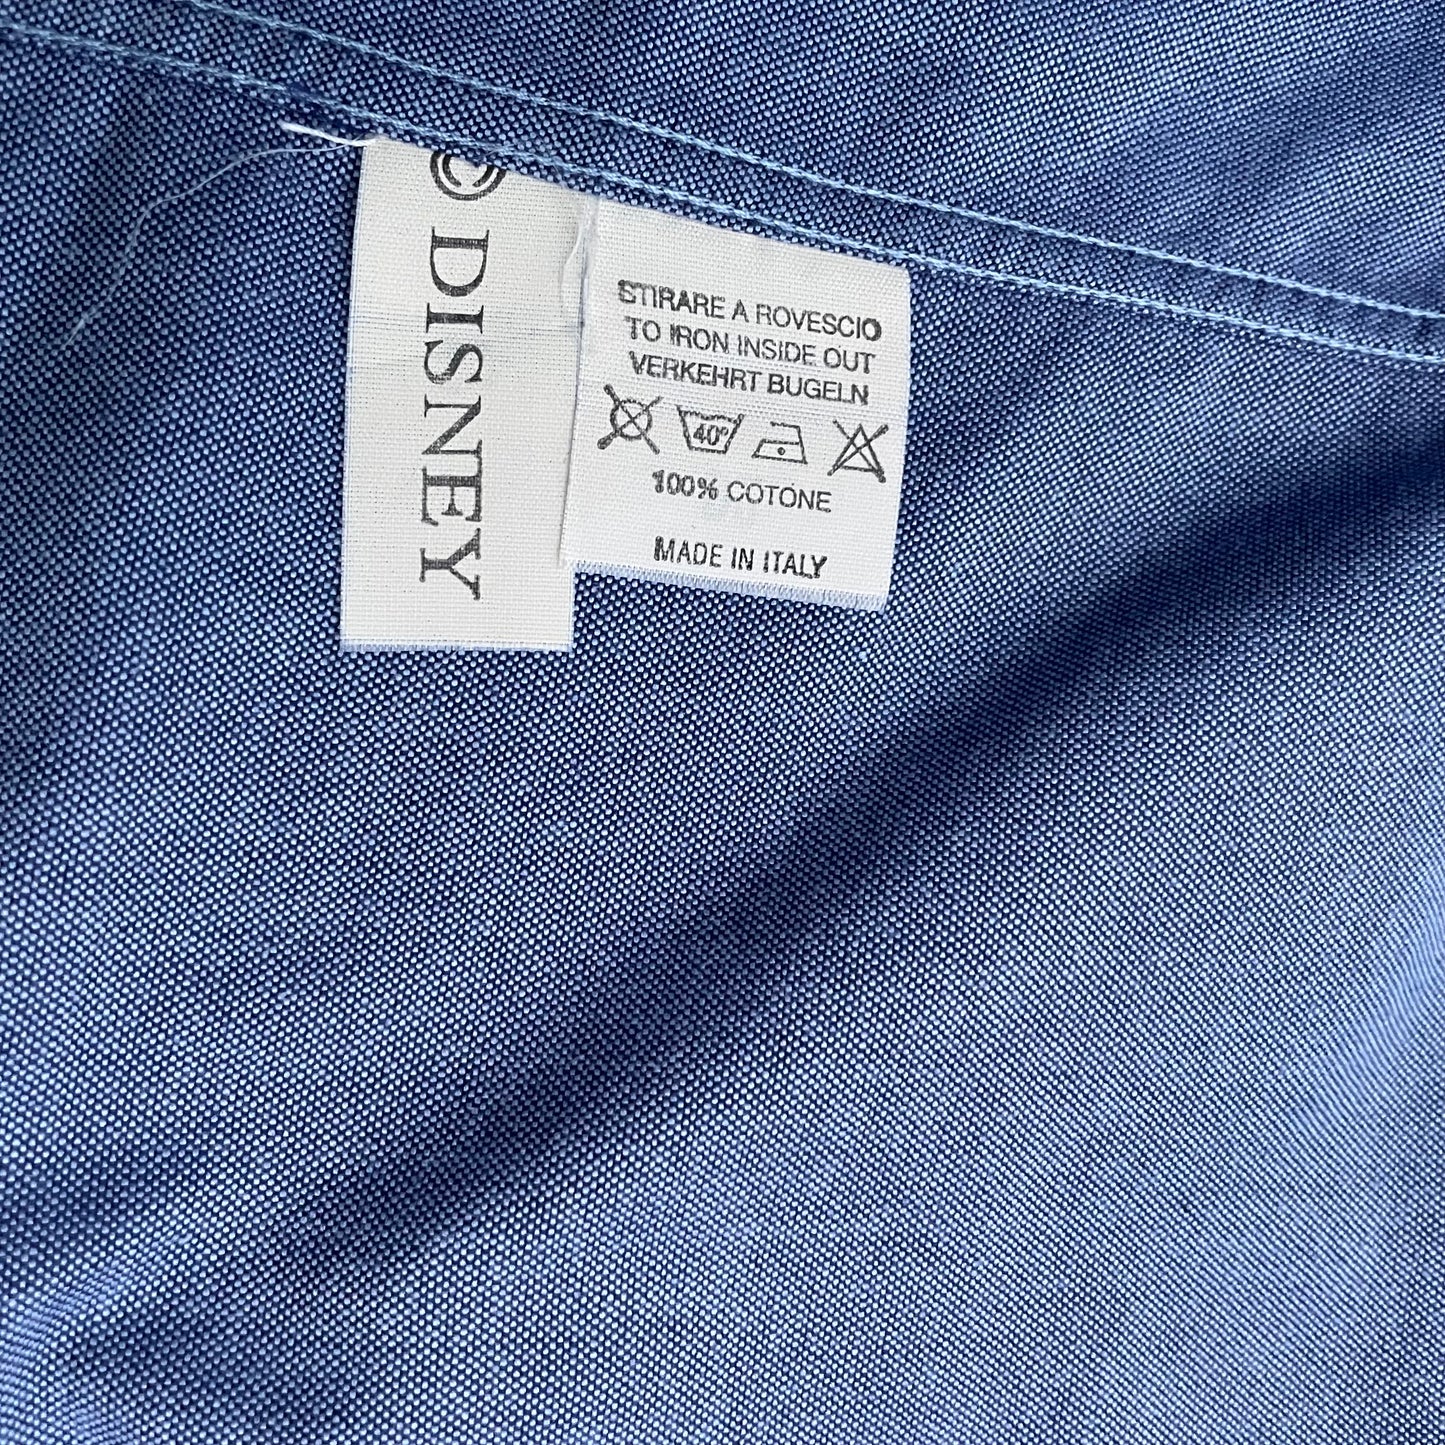 © DISNEY
STIRARE A ROVESCIO
TO IRON INSIDE OUT
VERKEHRT BUGELN
40°
100% COTONE
MADE IN ITALY